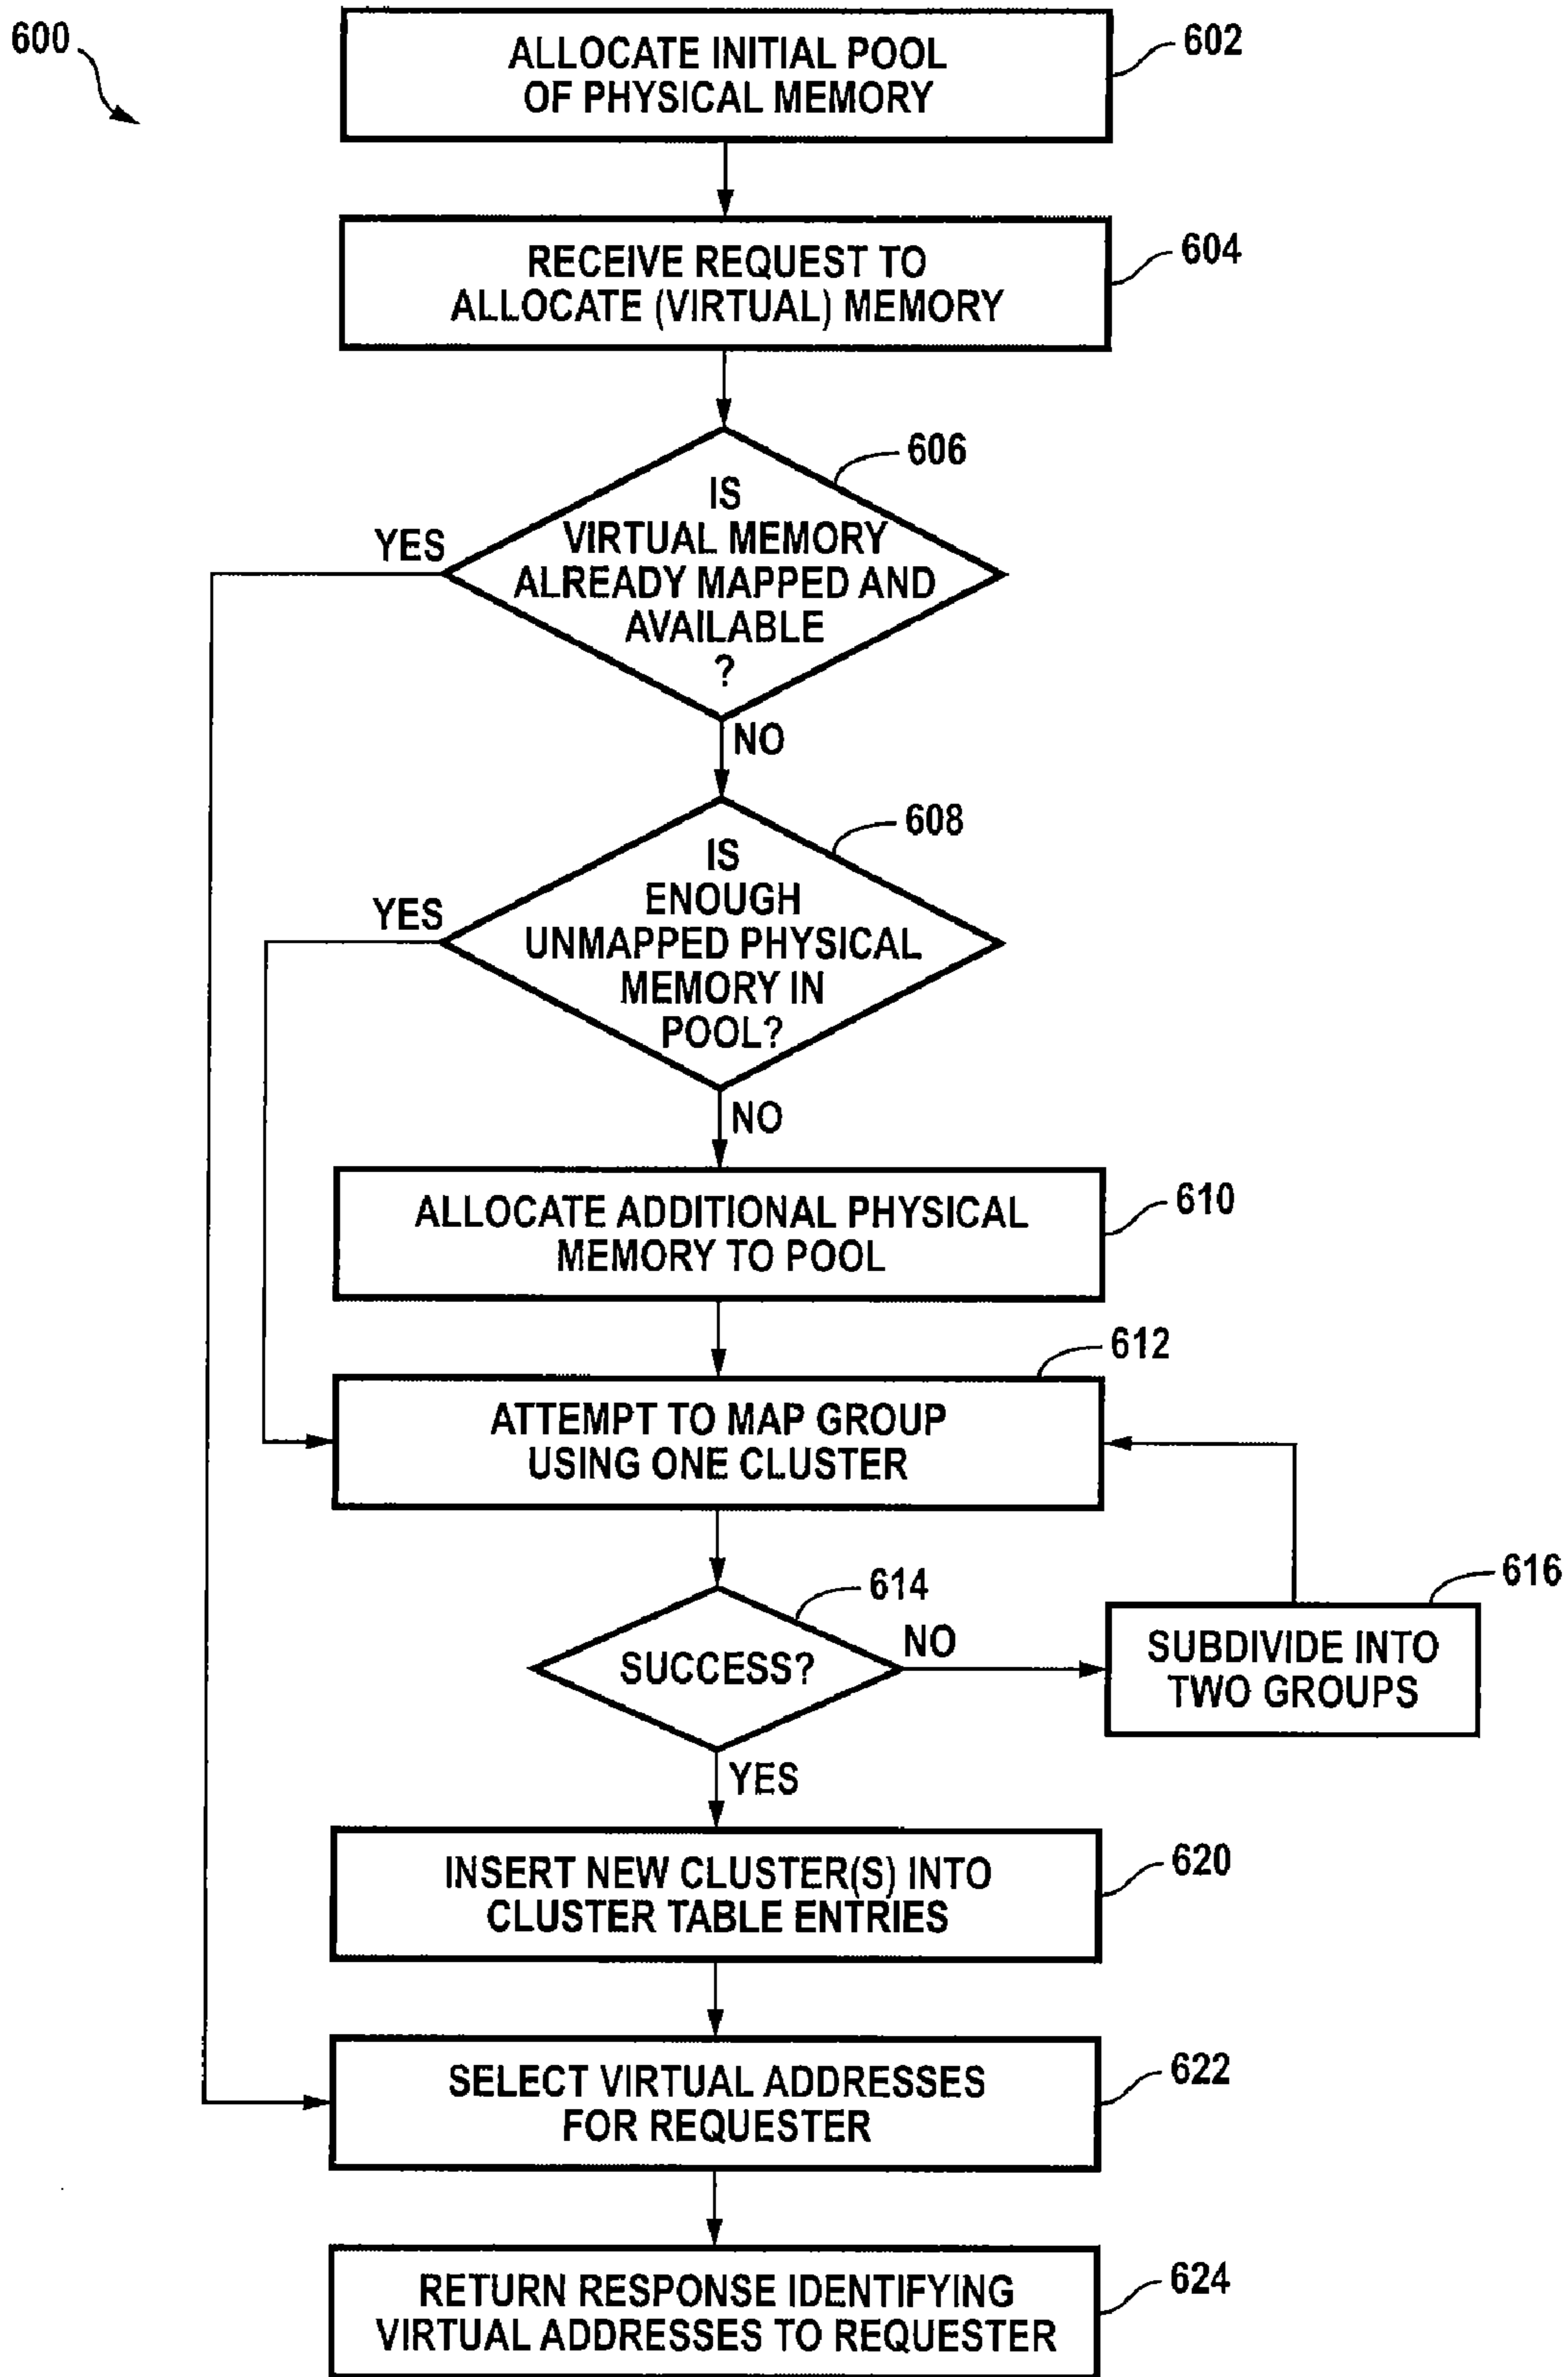 600
ALLOCATE INITIAL POOL
OF PHYSICAL MEMORY
602
RECEIVE REQUEST TO
ALLOCATE (VIRTUAL) MEMORY
604
606
IS
VIRTUAL MEMORY
ALREADY MAPPED AND
AVAILABLE
?
YES
NO
608
IS
ENOUGH
UNMAPPED PHYSICAL
MEMORY IN
POOL?
YES
NO
ALLOCATE ADDITIONAL PHYSICAL
MEMORY TO POOL
610
612
ATTEMPT TO MAP GROUP
USING ONE CLUSTER
614
SUCCESS?
NO
616
SUBDIVIDE INTO
TWO GROUPS
YES
INSERT NEW CLUSTER(S) INTO
CLUSTER TABLE ENTRIES
620
SELECT VIRTUAL ADDRESSES
FOR REQUESTER
622
RETURN RESPONSE IDENTIFYING
VIRTUAL ADDRESSES TO REQUESTER
624